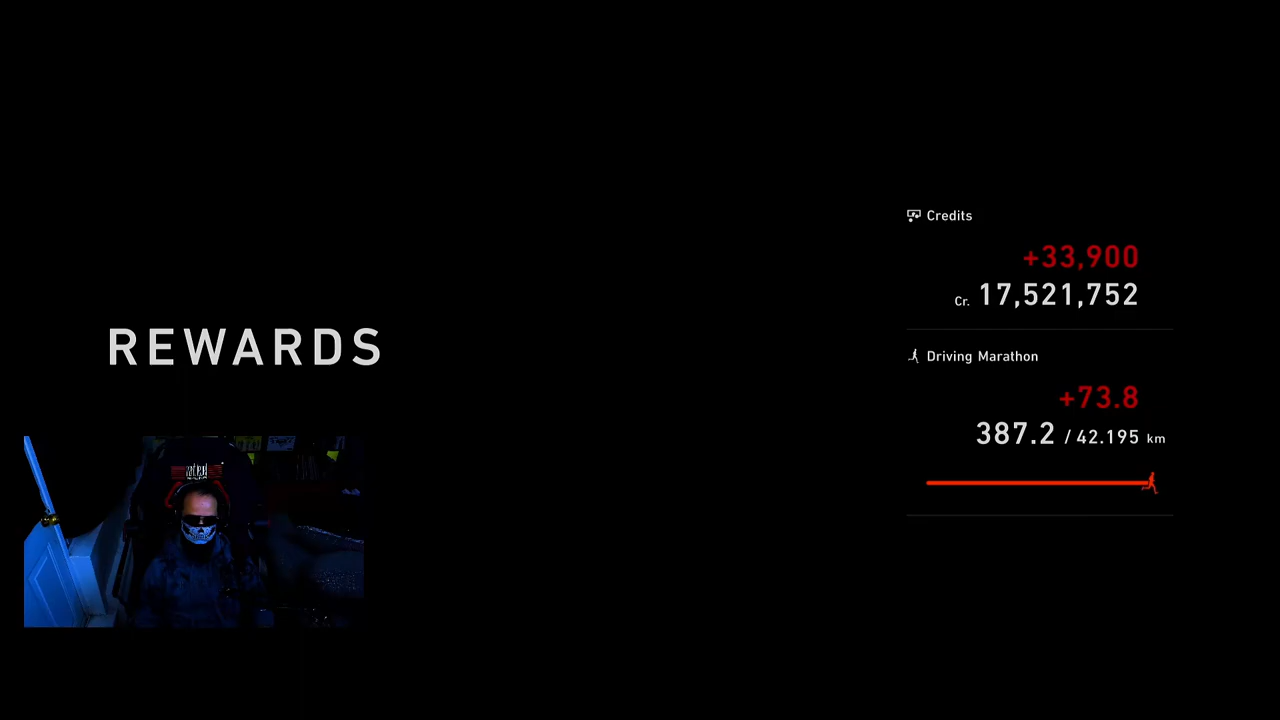 REWARDS
Credits
+33,900
Cr. 17,521,752
Driving Marathon
+73.8
387.2 / 42.195 km